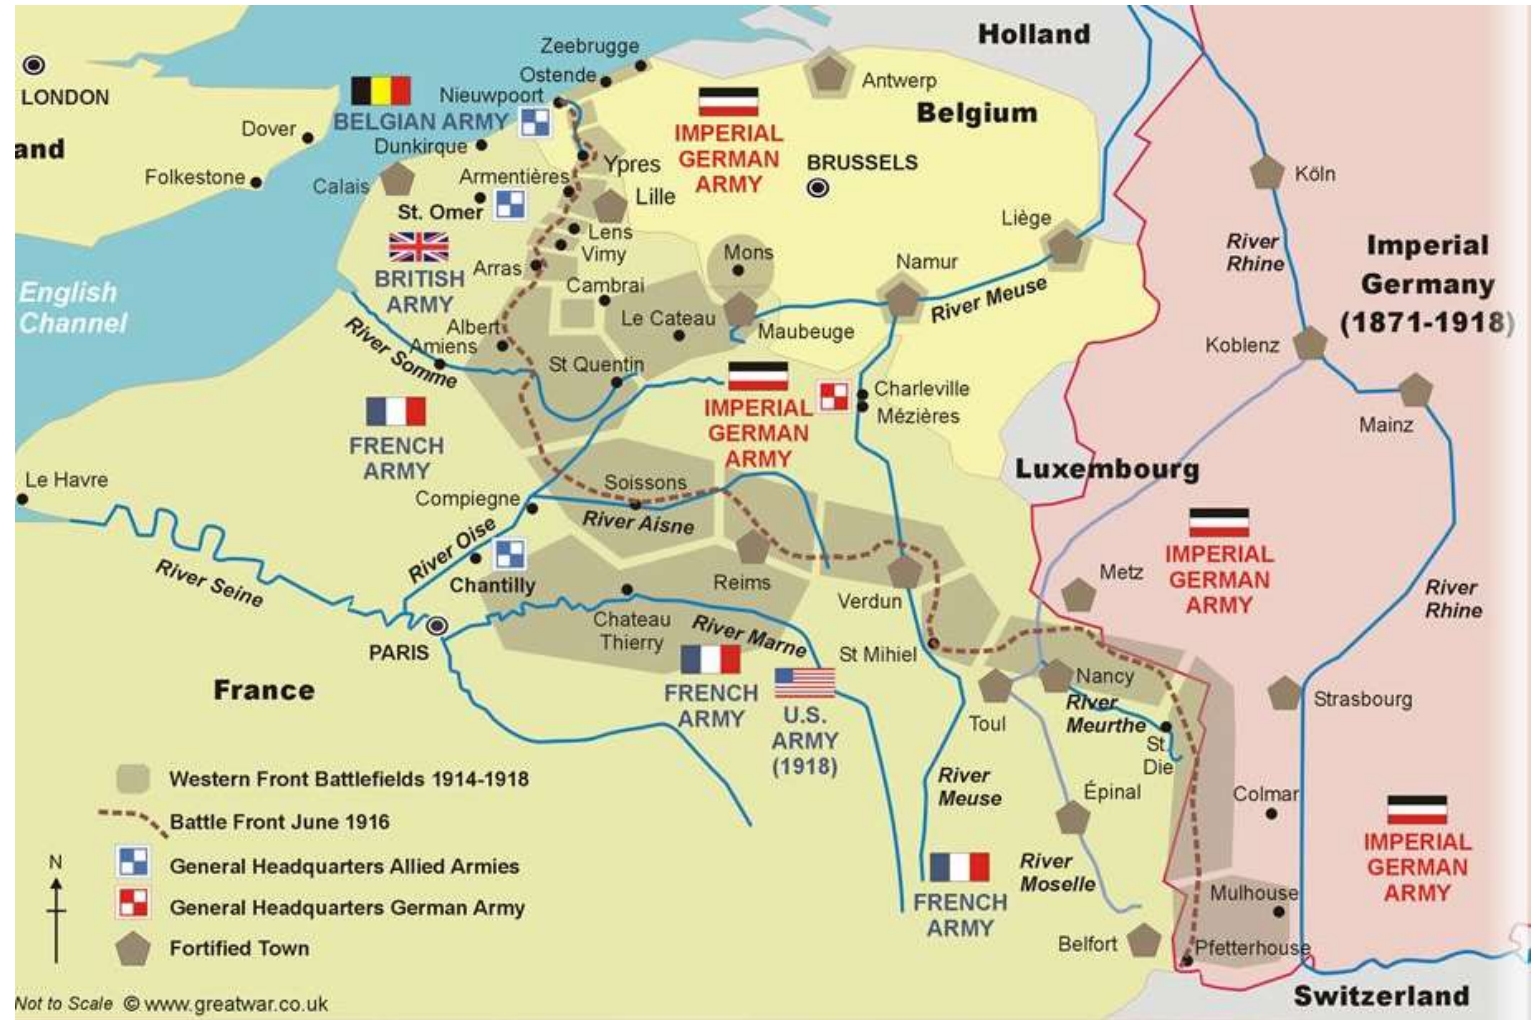 Holland
Zeebrugge
Ostende
LONDON
Nieuwpoort
Antwerp
BELGIAN ARMY
IMPERIAL
GERMAN
ARMY
Belgium
Dover
and
Dunkirque
Ypres
BRUSSELS
Folkestone
Calais
Armentières
Köln
St. Omer
Lille
Liège
Lens
Vimy
River
Rhine
Imperial
Germany
(1871-1918)
BRITISH
ARMY
Arras
Mons
Namur
English
Channel
Cambrai
River Meuse
Le Cateau
Maubeuge
Albert
Amiens
River Somme
St Quentin
Koblenz
Charleville
Mézières
IMPERIAL
GERMAN
ARMY
Mainz
FRENCH
ARMY
Luxembourg
Le Havre
Compiegne
Soissons
River Aisne
IMPERIAL
GERMAN
ARMY
River Oise
River Seine
Chantilly
Reims
Metz
Verdun
River
Rhine
Chateau
Thierry
River Marne
PARIS
St Mihiel
France
FRENCH
ARMY
U.S.
ARMY
(1918)
Nancy
Toul
River
Meurthe
Strasbourg
St
Die
River
Meuse
Épinal
Colmar
Western Front Battlefields 1914-1918
Battle Front June 1916
N
General Headquarters Allied Armies
General Headquarters German Army
Fortified Town
IMPERIAL
GERMAN
ARMY
River
Moselle
FRENCH
ARMY
Mulhouse
Belfort
Pfetterhouse
Switzerland
Not to Scale © www.greatwar.co.uk